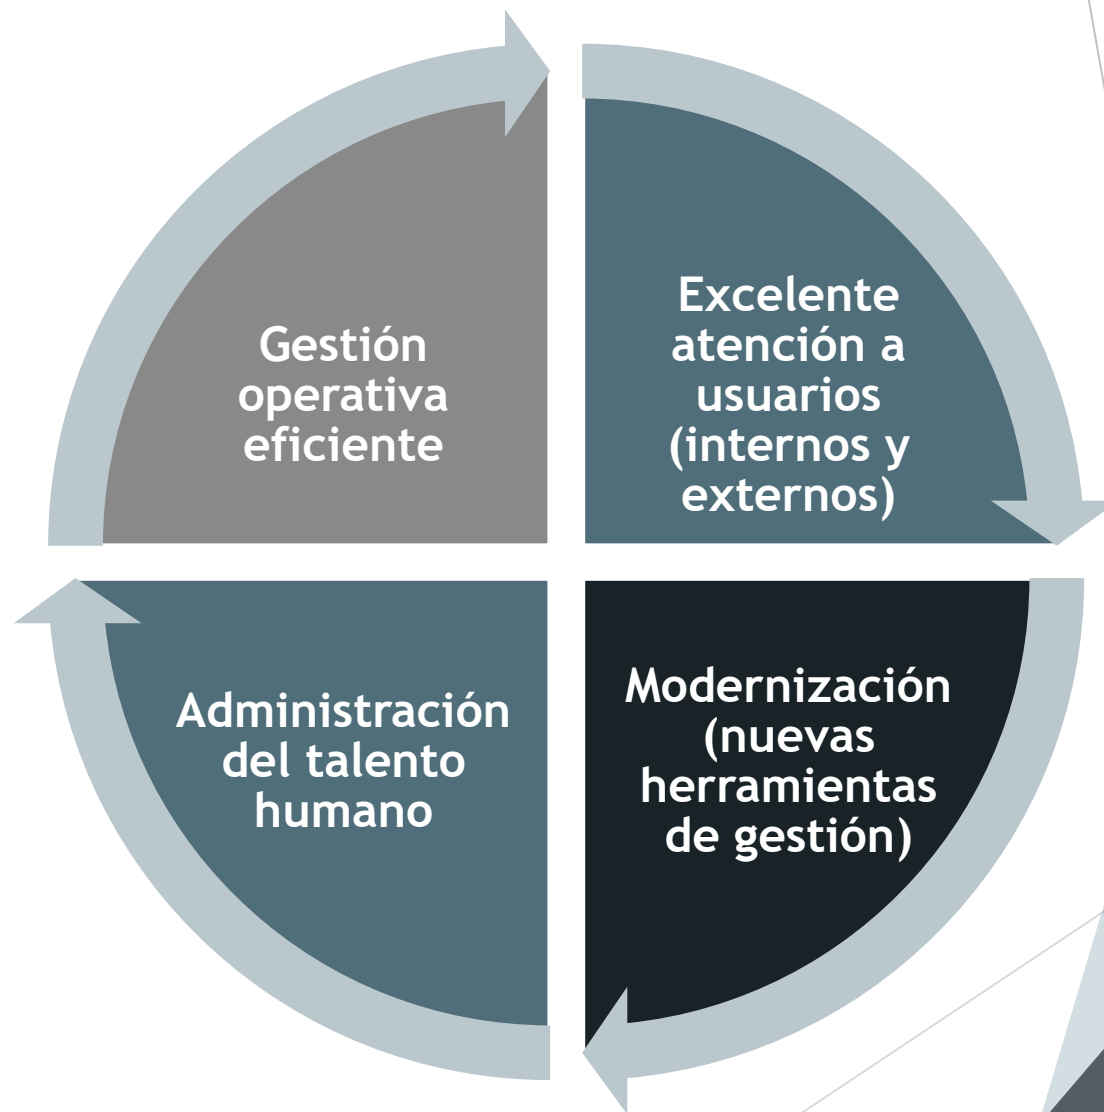 Gestión
operativa
eficiente
Excelente
atención a
usuarios
(internos y
externos)
Administración
del talento
humano
Modernización
(nuevas
herramientas
de gestión)